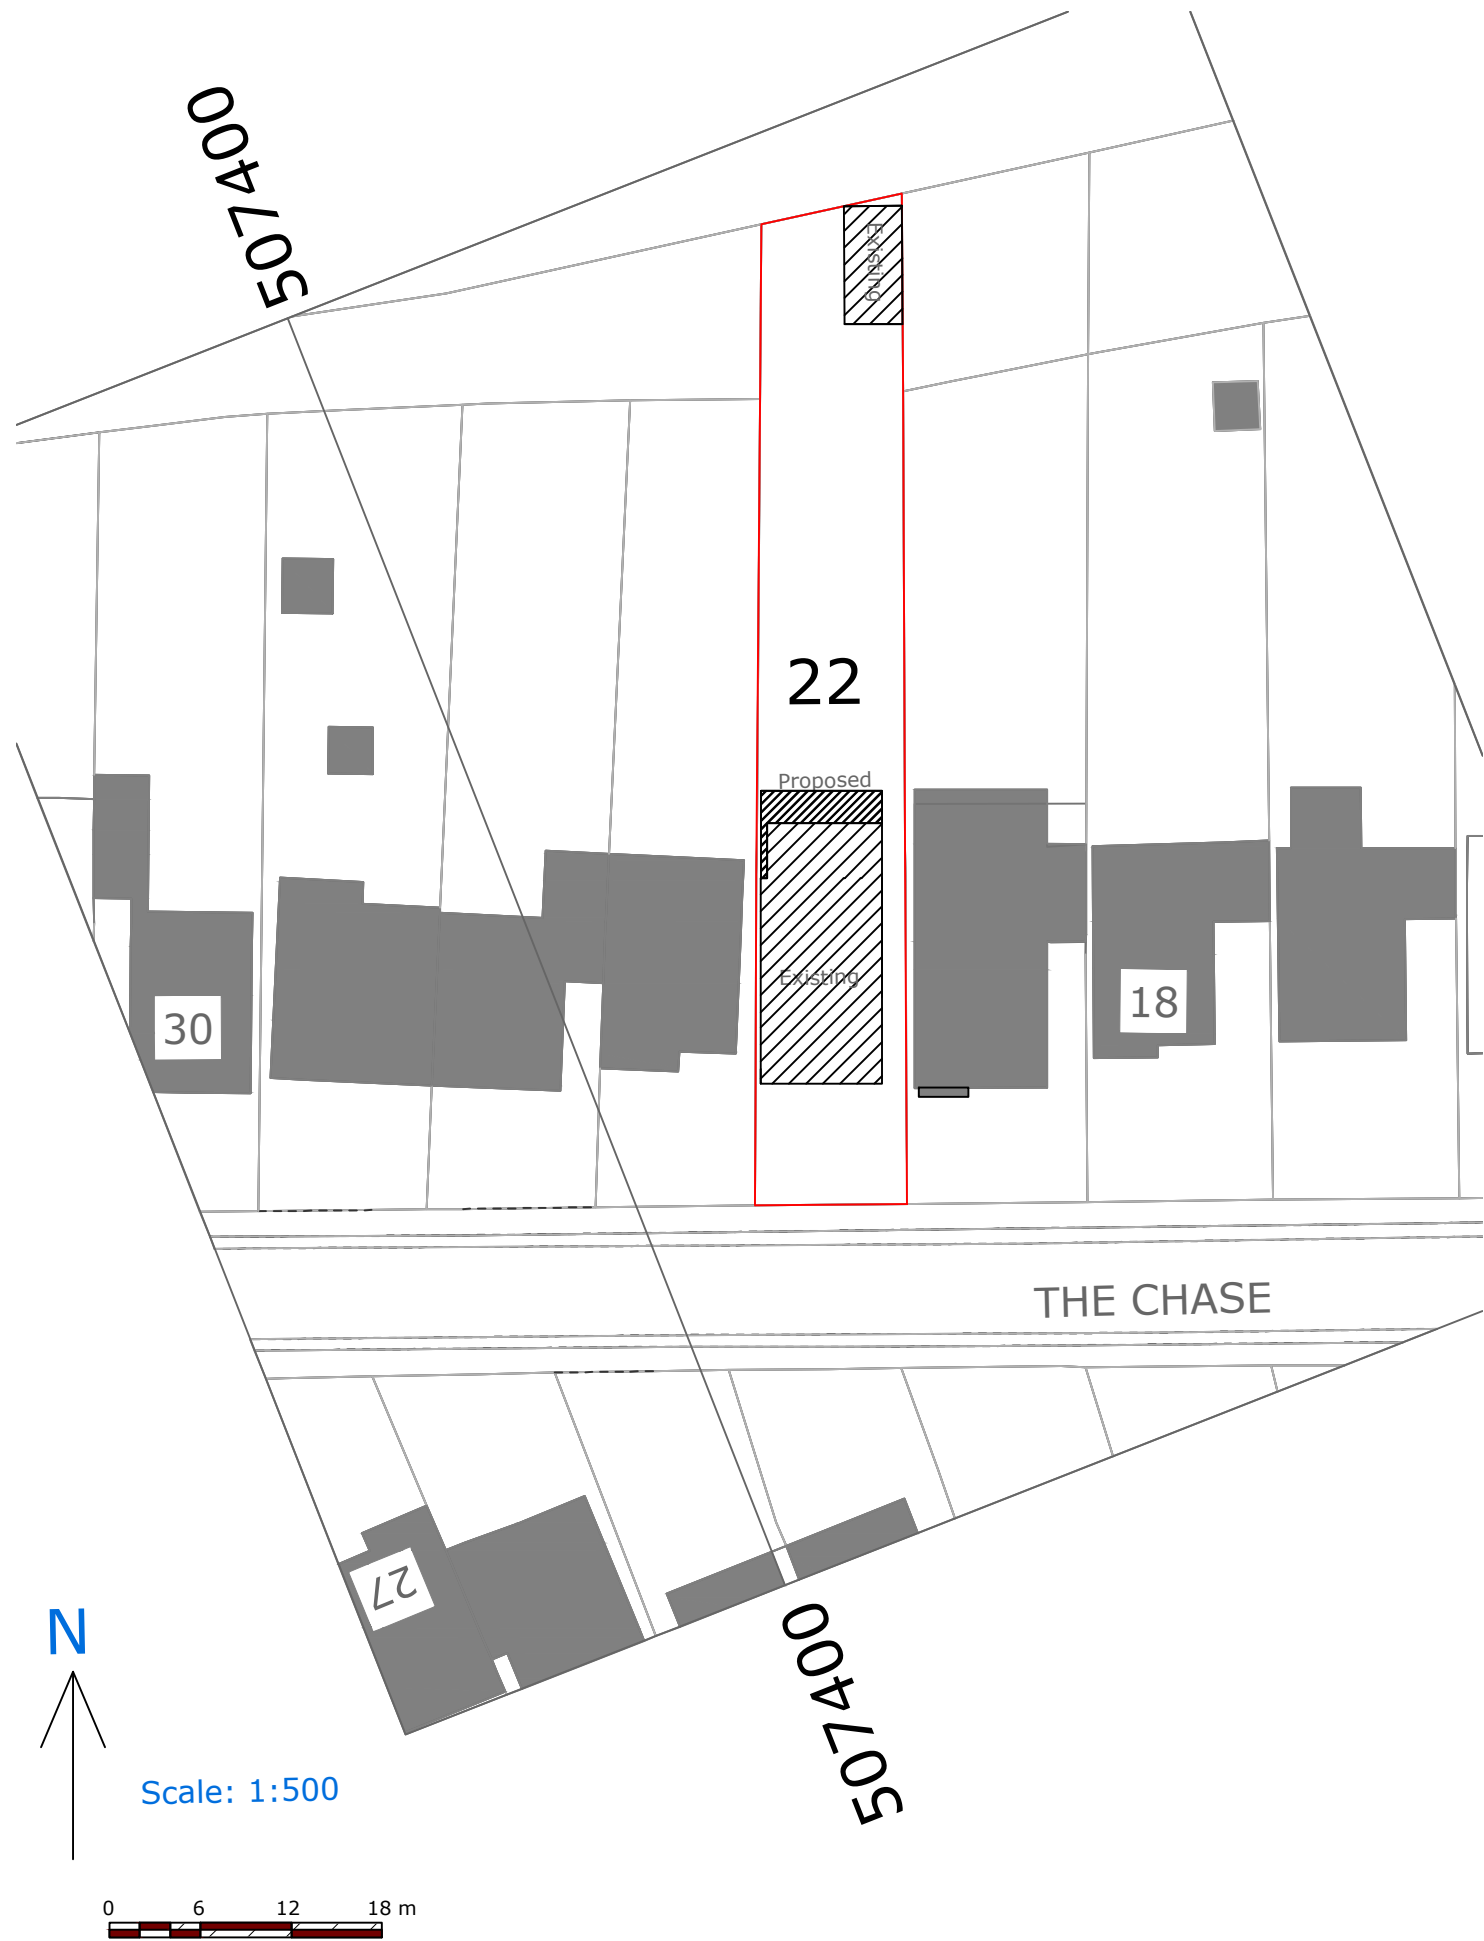 507400
Existing
22
Proposed
Existing
30
18
THE CHASE
27
507400
N
Scale: 1:500
0 6 12 18 m